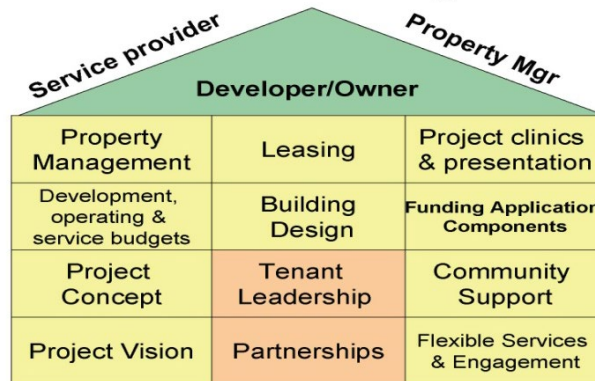 Service provider
Property Mgr
Developer/Owner
Property
Management
Leasing
Project clinics
& presentation
Development,
operating &
service budgets
Building
Design
Funding Application
Components
Project
Concept
Tenant
Leadership
Community
Support
Project Vision
Partnerships
Flexible Services
& Engagement